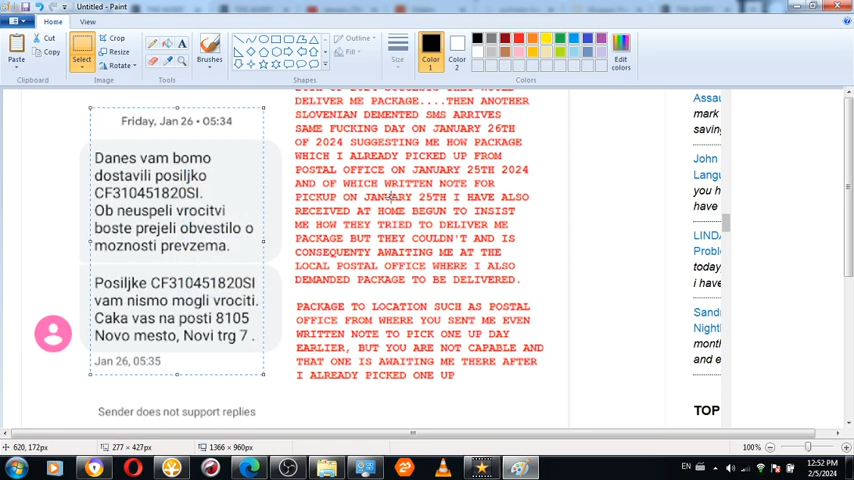 Untitled - Paint
Home
View
Paste
Cut
Copy
Clipboard
Select
Crop
Resize
Rotate
Image
Tools
Brushes
Shapes
Outline
Fill
Size
Color 1
Color 2
Colors
Edit colors
Friday, Jan 26 • 05:34
Danes vam bomo
dostavili posiljko
CF310451820SI.
Ob neuspeli vrocitvi
boste prejeli obvestilo o
moznosti prevzema.
Posiljke CF310451820SI
vam nismo mogli vrociti.
Caka vas na posti 8105
Novo mesto, Novi trg 7 .
Jan 26, 05:35
Sender does not support replies
DELIVER ME PACKAGE....THEN ANOTHER
SLOVENIAN DEMENTED SMS ARRIVES
SAME FUCKING DAY ON JANUARY 26TH
OF 2024 SUGGESTING ME HOW PACKAGE
WHICH I ALREADY PICKED UP FROM
POSTAL OFFICE ON JANUARY 25TH 2024
AND OF WHICH WRITTEN NOTE FOR
PICKUP ON JANUARY 25TH I HAVE ALSO
RECEIVED AT HOME BEGUN TO INSIST
ME HOW THEY TRIED TO DELIVER ME
PACKAGE BUT THEY COULDN'T AND IS
CONSEQUENTY AWAITING ME AT THE
LOCAL POSTAL OFFICE WHERE I ALSO
DEMANDED PACKAGE TO BE DELIVERED.
PACKAGE TO LOCATION SUCH AS POSTAL
OFFICE FROM WHERE YOU SENT ME EVEN
WRITTEN NOTE TO PICK ONE UP DAY
EARLIER, BUT YOU ARE NOT CAPABLE AND
THAT ONE IS AWAITING ME THERE AFTER
I ALREADY PICKED ONE UP
Assau
mark
saving
John
Langu
you h
have
LINDA
Proble
today,
i have
Sandr
Nightl
month
and e
TOP
620, 172px
277 × 427px
1366 × 960px
100%
EN
12:52 PM
2/5/2024